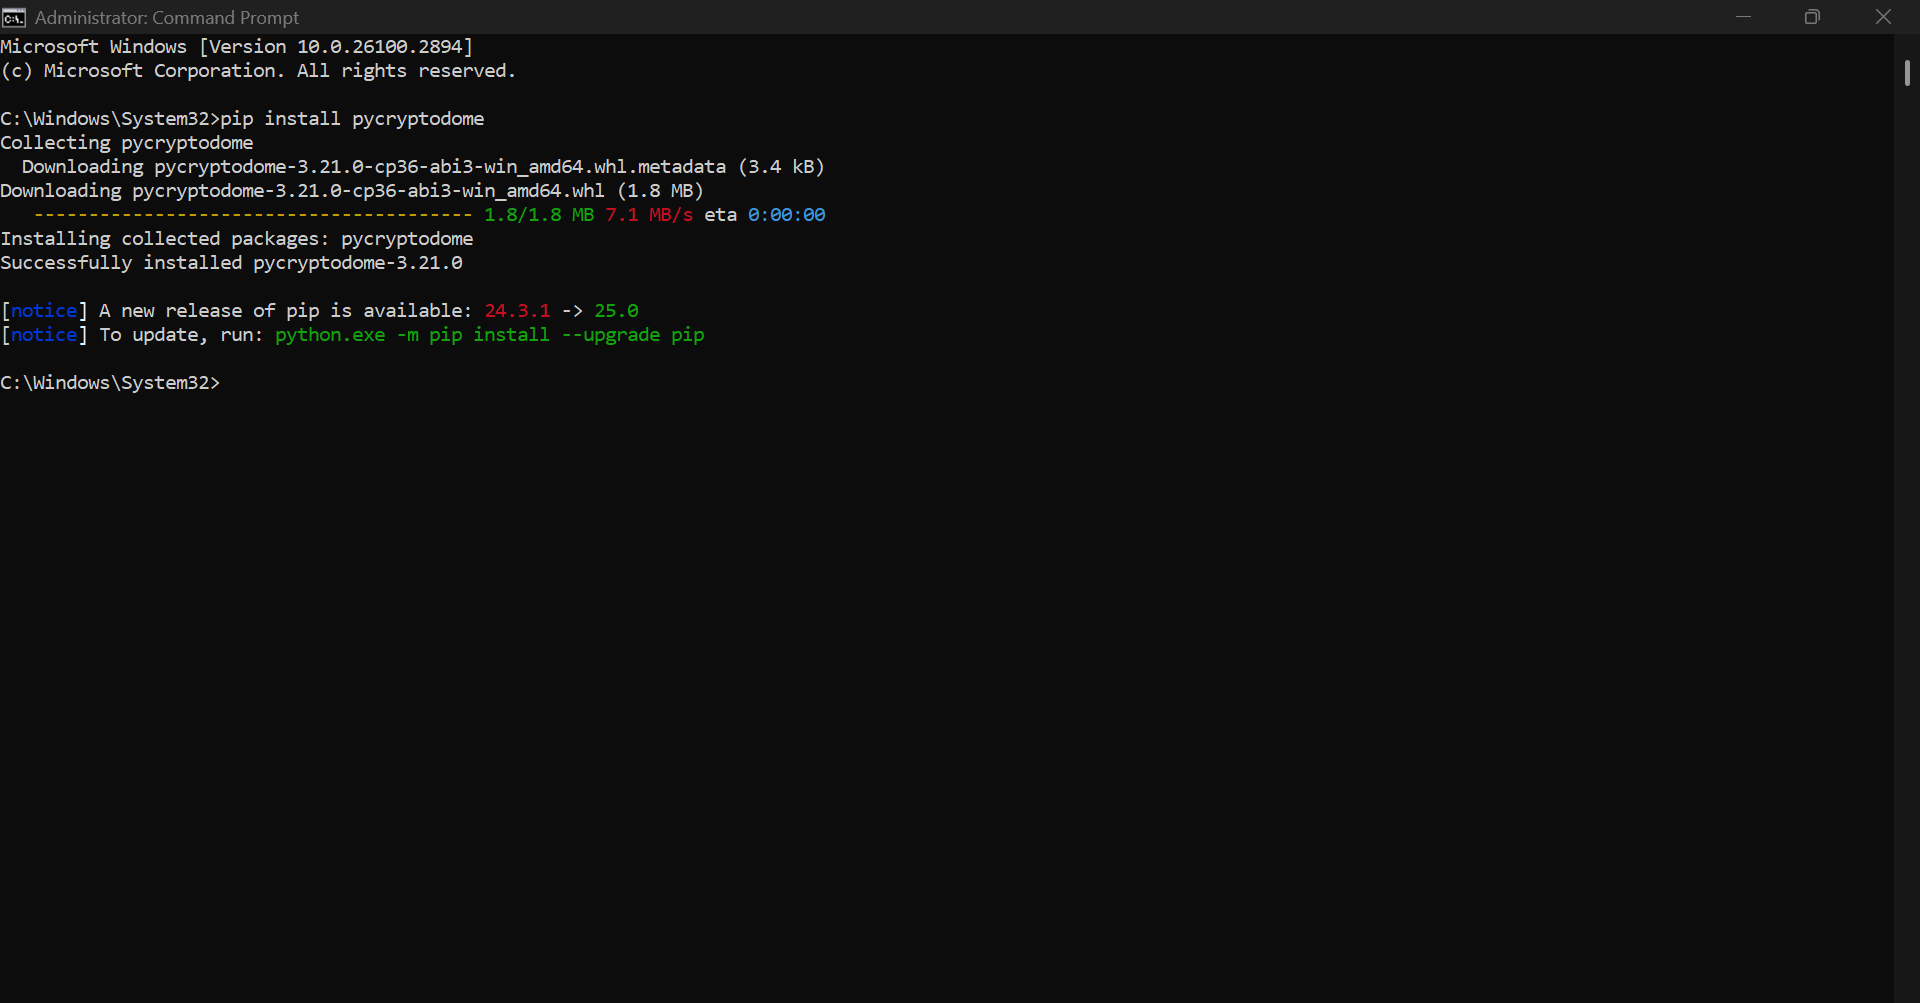 Administrator: Command Prompt
Microsoft Windows [Version 10.0.26100.2894]
(c) Microsoft Corporation. All rights reserved.
C:\Windows\System32>pip install pycryptodome
Collecting pycryptodome
  Downloading pycryptodome-3.21.0-cp36-abi3-win_amd64.whl.metadata (3.4 kB)
Downloading pycryptodome-3.21.0-cp36-abi3-win_amd64.whl (1.8 MB)
   ---------------------------------------- 1.8/1.8 MB 7.1 MB/s eta 0:00:00
Installing collected packages: pycryptodome
Successfully installed pycryptodome-3.21.0
[notice] A new release of pip is available: 24.3.1 -> 25.0
[notice] To update, run: python.exe -m pip install --upgrade pip
C:\Windows\System32>